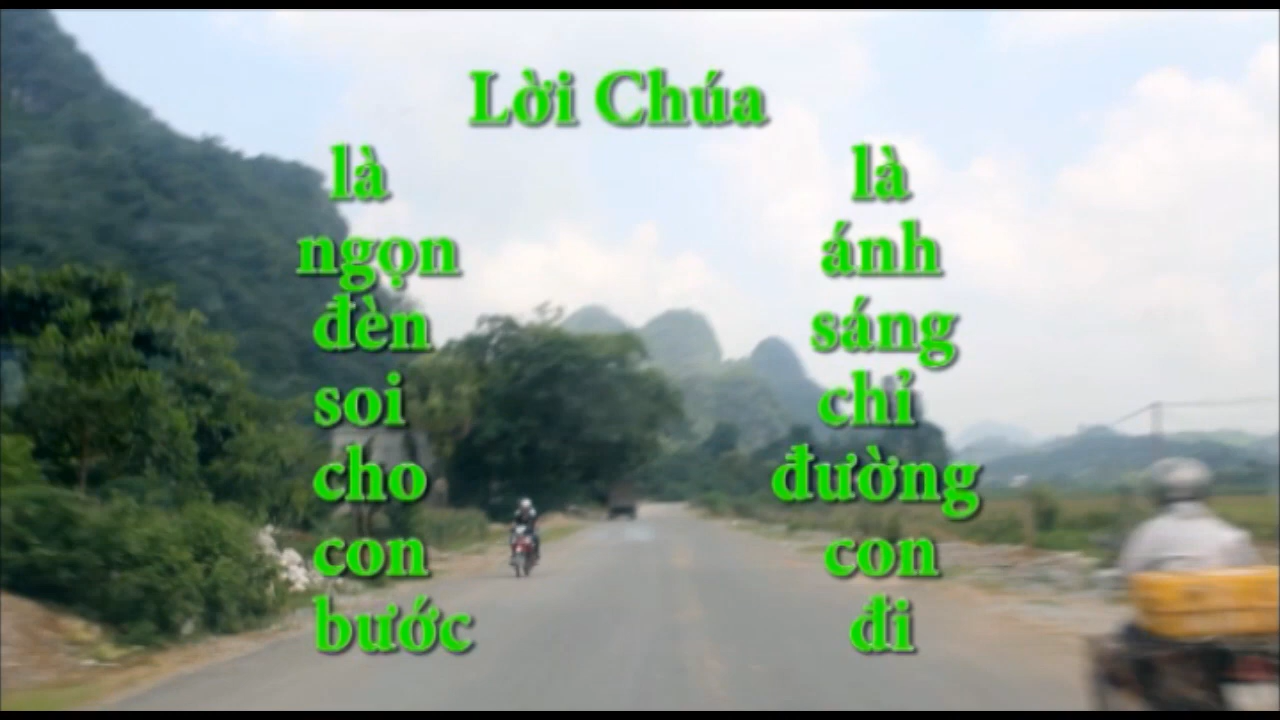 Lời Chúa
là
ngọn
đèn
soi
cho
con
bước
là
ánh
sáng
chỉ
đường
con
đi